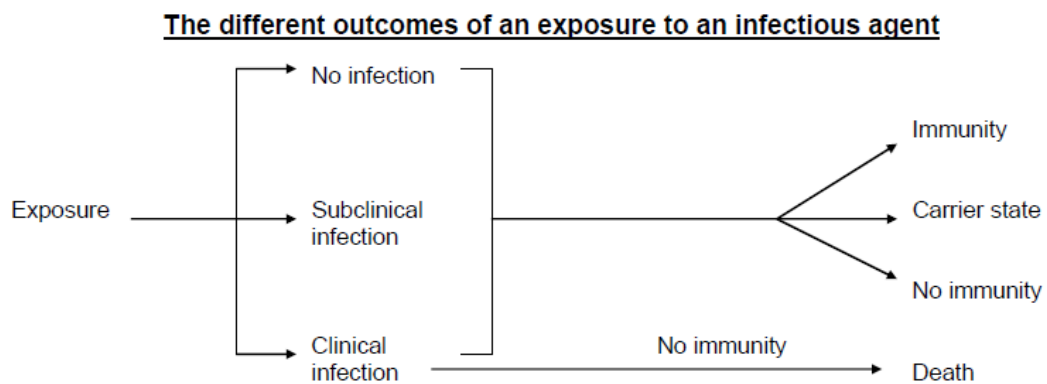 The different outcomes of an exposure to an infectious agent
No infection
Immunity
Exposure
Subclinical
infection
Carrier state
No immunity
Clinical
infection
No immunity
Death